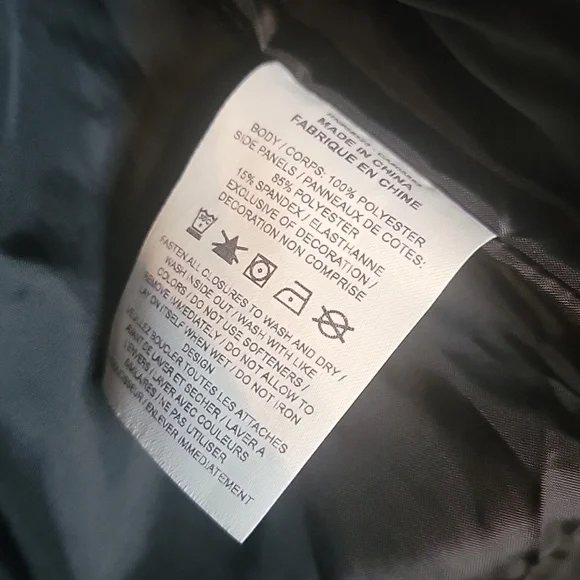 MADE IN CHINA
FABRIQUE EN CHINE
BODY / CORPS: 100% POLYESTER
SIDE PANELS / PANNEAUX DE COTES:
85% POLYESTER
15% SPANDEX / ELASTHANNE
EXCLUSIVE OF DECORATION /
DECORATION NON COMPRISE
FASTEN ALL CLOSURES TO WASH AND DRY /
WASH INSIDE OUT / WASH WITH LIKE
COLORS / DO NOT USE SOFTENERS /
REMOVE IMMEDIATELY / DO NOT ALLOW TO
LAY ON ITSELF WHEN WET / DO NOT IRON
DESIGN
BOUCLER TOUTES LES ATTACHES
AVANT DE LAVER ET SECHER / LAVER A
L'ENVERS / LAVER AVEC COULEURS
SIMILAIRES / NE PAS UTILISER
/ ENLEVER IMMEDIATEMENT